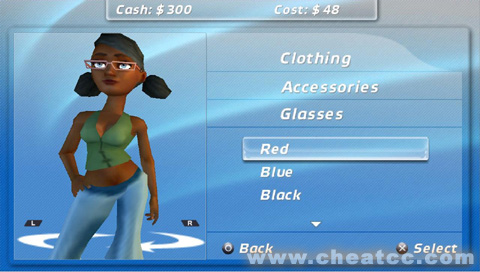 Cash: $300 Cost: $48
Clothing
Accessories
Glasses
Red
Blue
Black
L R
Back Select
www.cheatcc.com